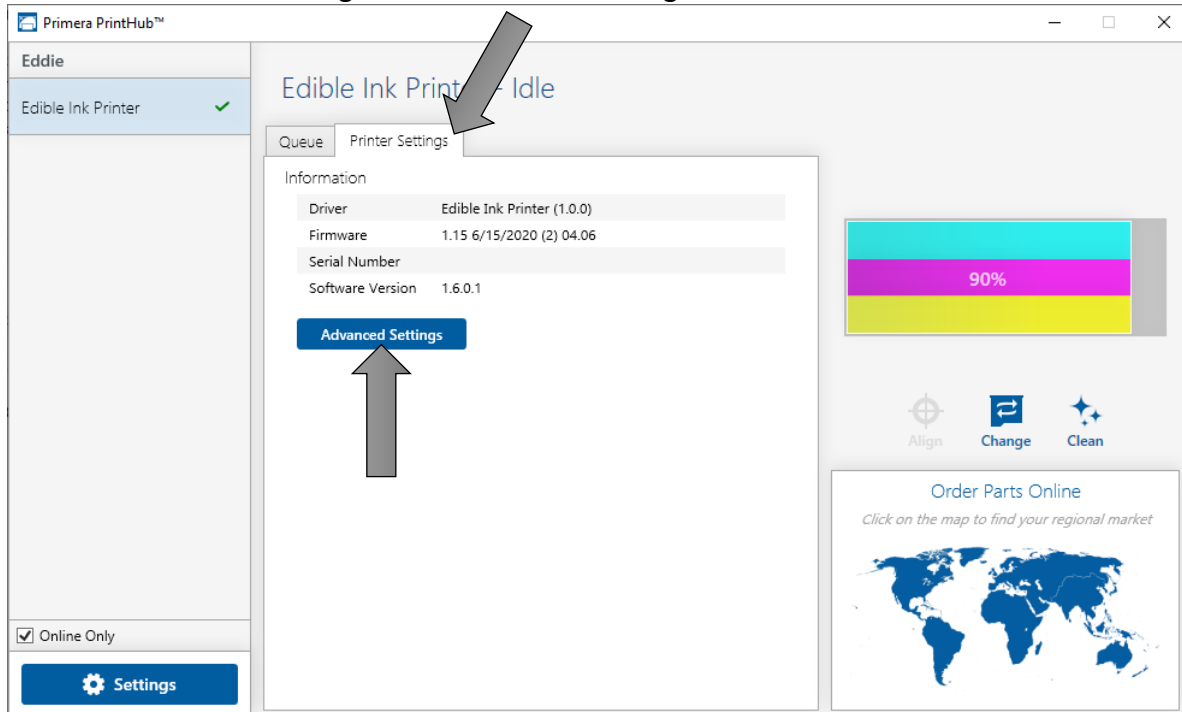 Primera PrintHub™
Eddie
Edible Ink Printer
Edible Ink Printer - Idle
Queue Printer Settings
Information
Driver Edible Ink Printer (1.0.0)
Firmware 1.15 6/15/2020 (2) 04.06
Serial Number
Software Version 1.6.0.1
Advanced Settings
90%
Align Change Clean
Order Parts Online
Click on the map to find your regional market
Online Only
Settings